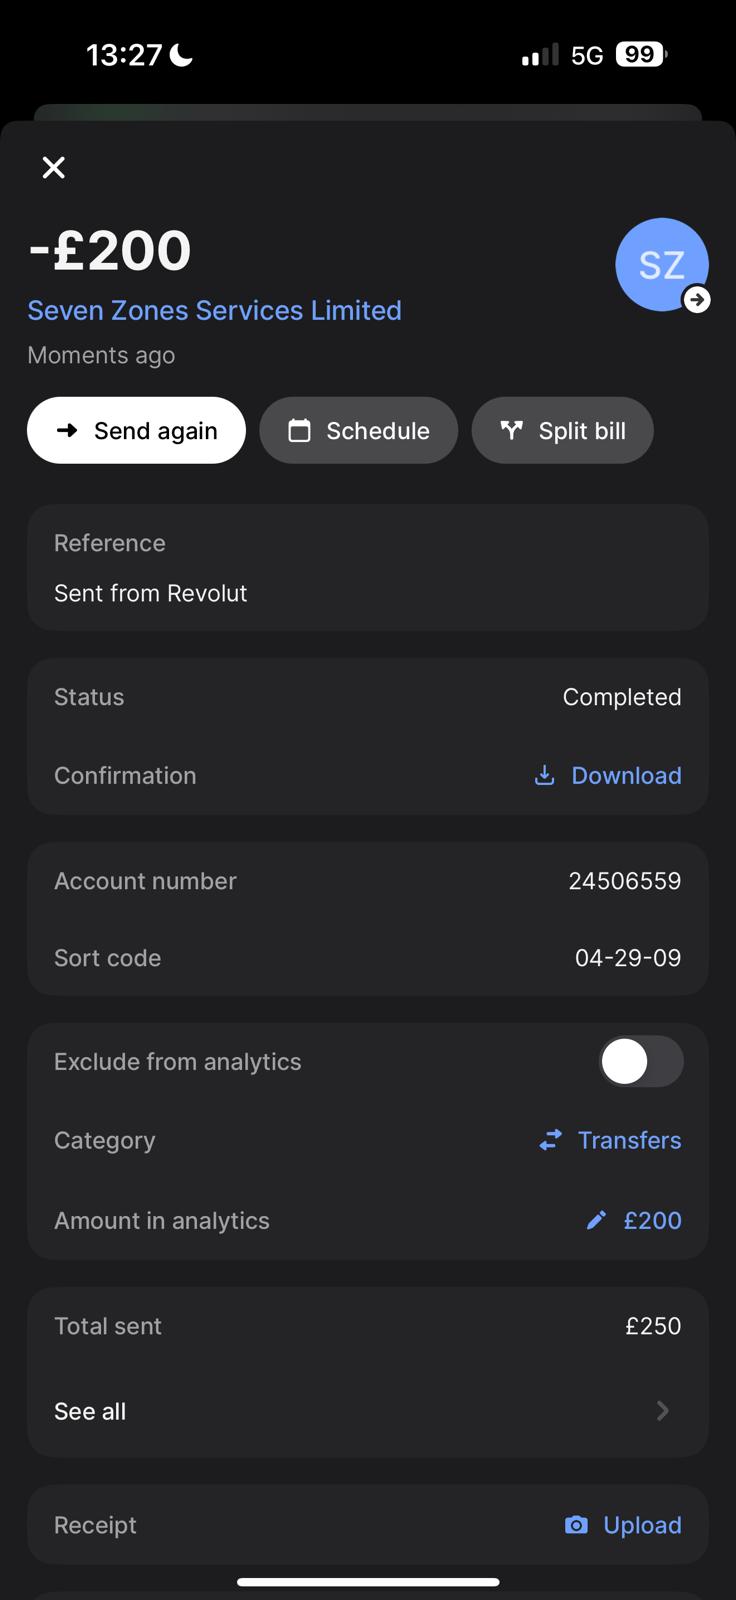 13:27
5G
99
-£200
SZ
Seven Zones Services Limited
Moments ago
Send again
Schedule
Split bill
Reference
Sent from Revolut
Status
Completed
Confirmation
Download
Account number
24506559
Sort code
04-29-09
Exclude from analytics
Category
Transfers
Amount in analytics
£200
Total sent
£250
See all
Receipt
Upload